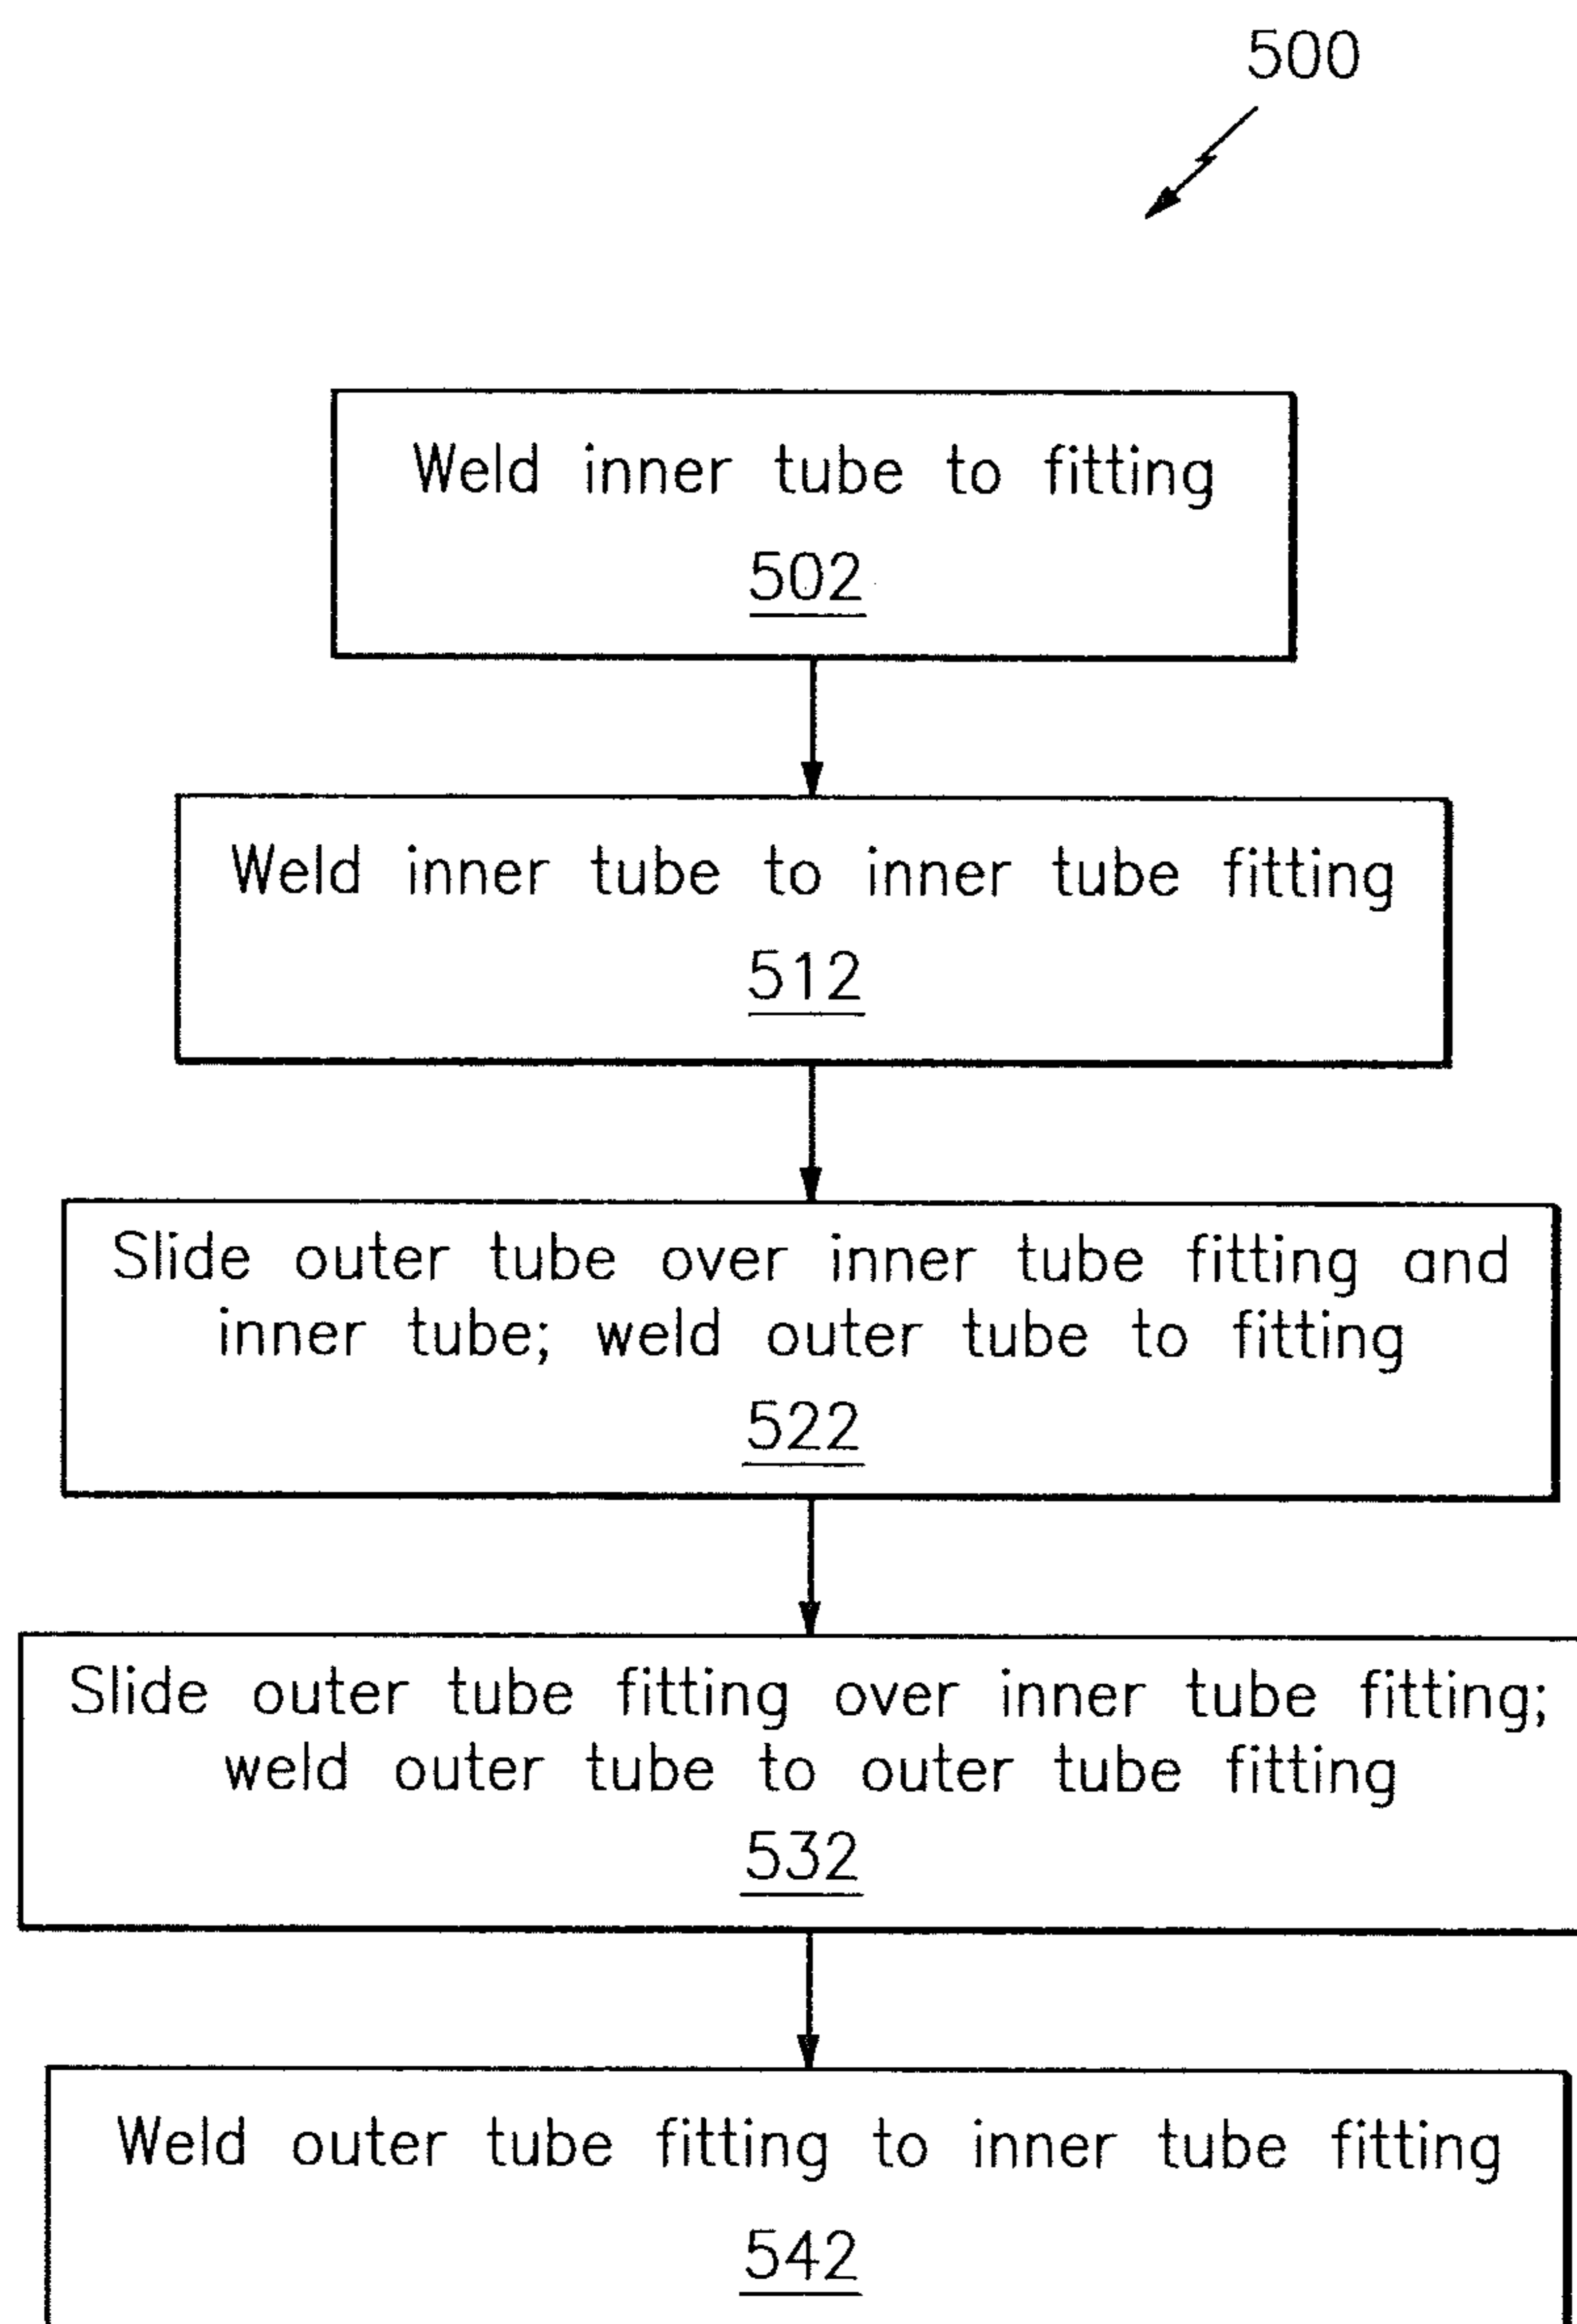 500
Weld inner tube to fitting
502
Weld inner tube to inner tube fitting
512
Slide outer tube over inner tube fitting and
inner tube; weld outer tube to fitting
522
Slide outer tube fitting over inner tube fitting;
weld outer tube to outer tube fitting
532
Weld outer tube fitting to inner tube fitting
542